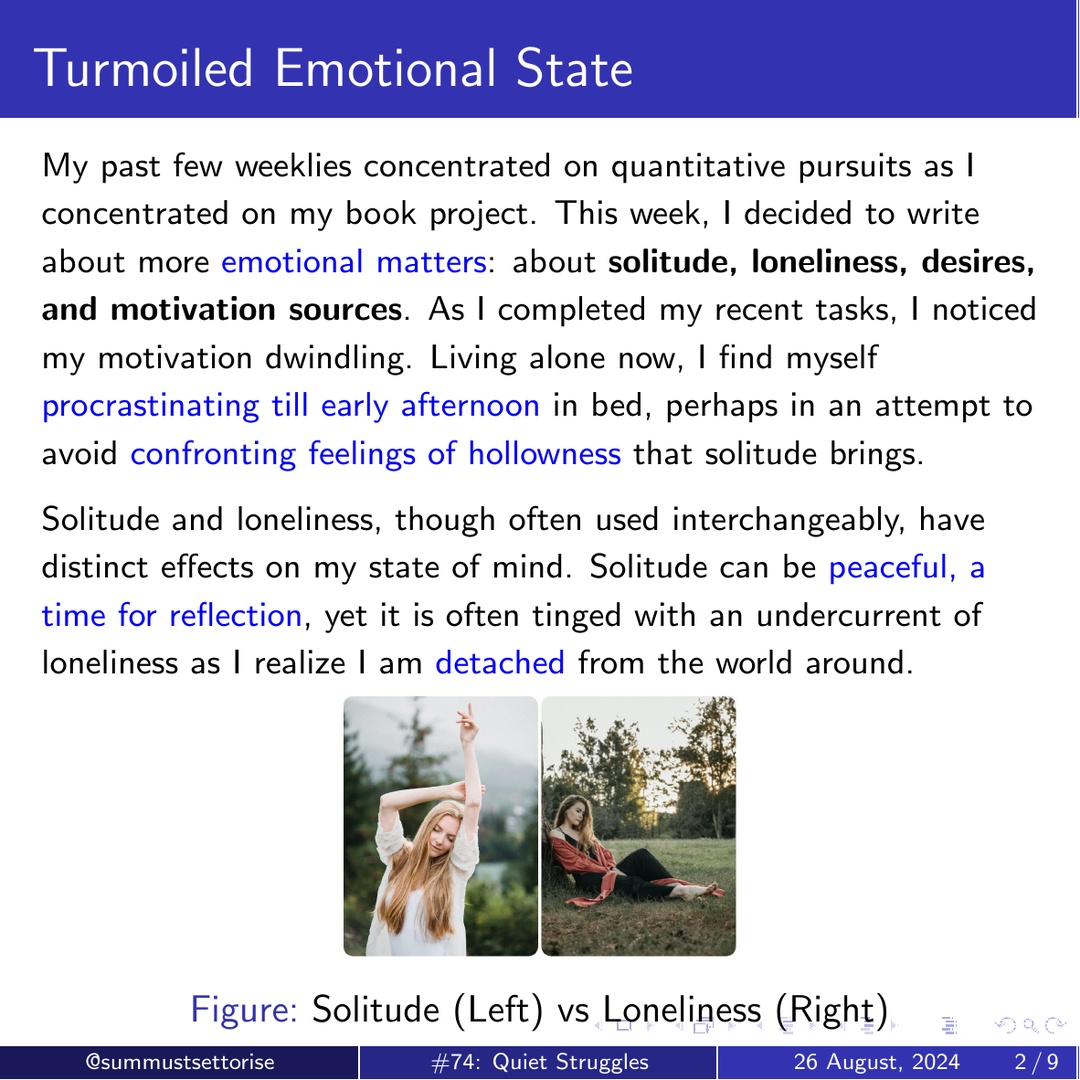 Turmoiled Emotional State
My past few weeklies concentrated on quantitative pursuits as I
concentrated on my book project. This week, I decided to write
about more emotional matters: about solitude, loneliness, desires,
and motivation sources. As I completed my recent tasks, I noticed
my motivation dwindling. Living alone now, I find myself
procrastinating till early afternoon in bed, perhaps in an attempt to
avoid confronting feelings of hollowness that solitude brings.
Solitude and loneliness, though often used interchangeably, have
distinct effects on my state of mind. Solitude can be peaceful, a
time for reflection, yet it is often tinged with an undercurrent of
loneliness as I realize I am detached from the world around.
Figure: Solitude (Left) vs Loneliness (Right)
@summustsettorise #74: Quiet Struggles 26 August, 2024 2 / 9